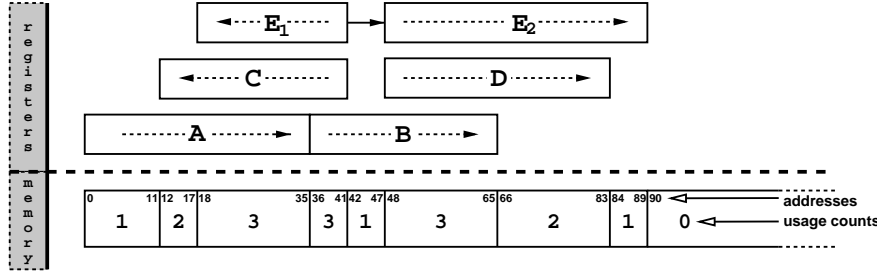 registers
E1
E2
C
D
A
B
memory
0 11 12 17 18 35 36 41 42 47 48 65 66 83 84 89 90 addresses
1 2 3 3 1 3 2 1 0 usage counts